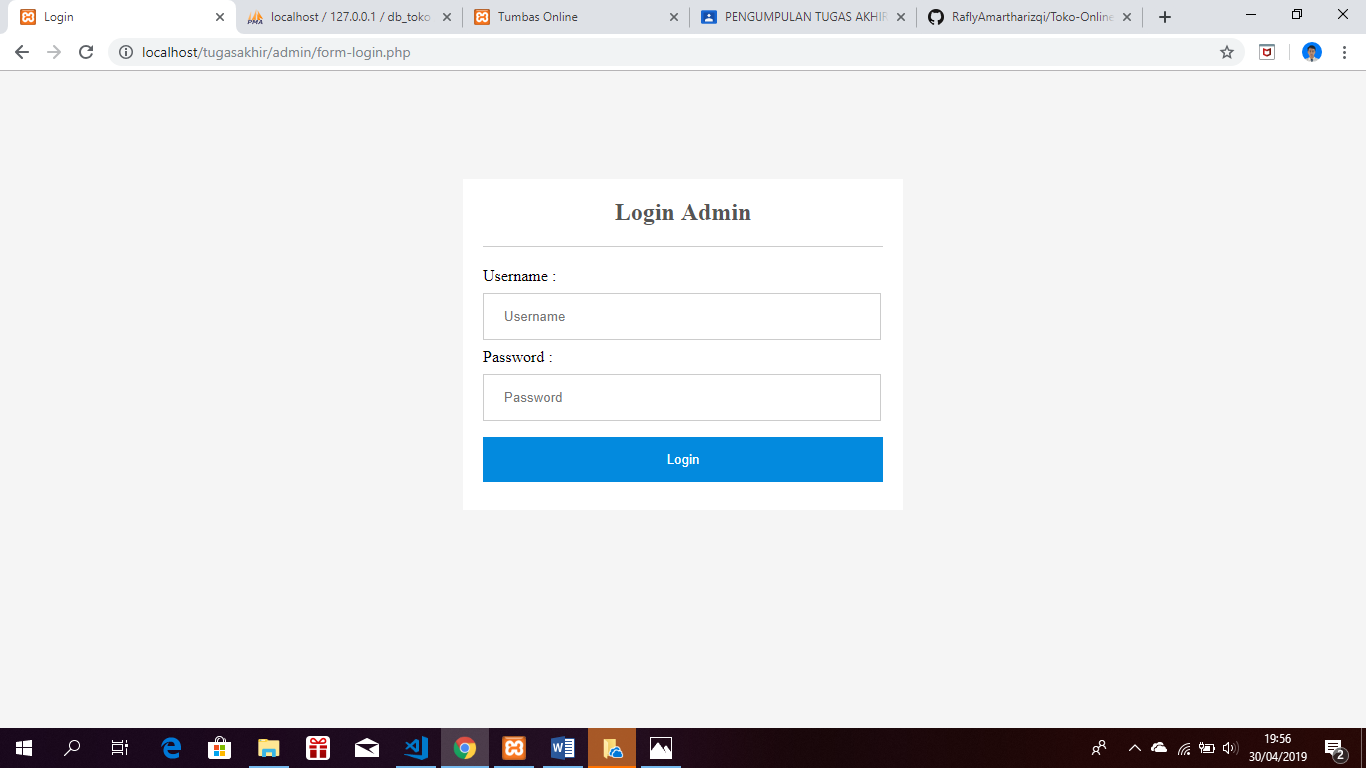 Login
localhost / 127.0.0.1 / db_toko
Tumbas Online
PENGUMPULAN TUGAS AKHIR
RaflyAmartharizqi/Toko-Online
localhost/tugasakhir/admin/form-login.php
Login Admin
Username :
Username
Password :
Password
Login
19:56
30/04/2019
2